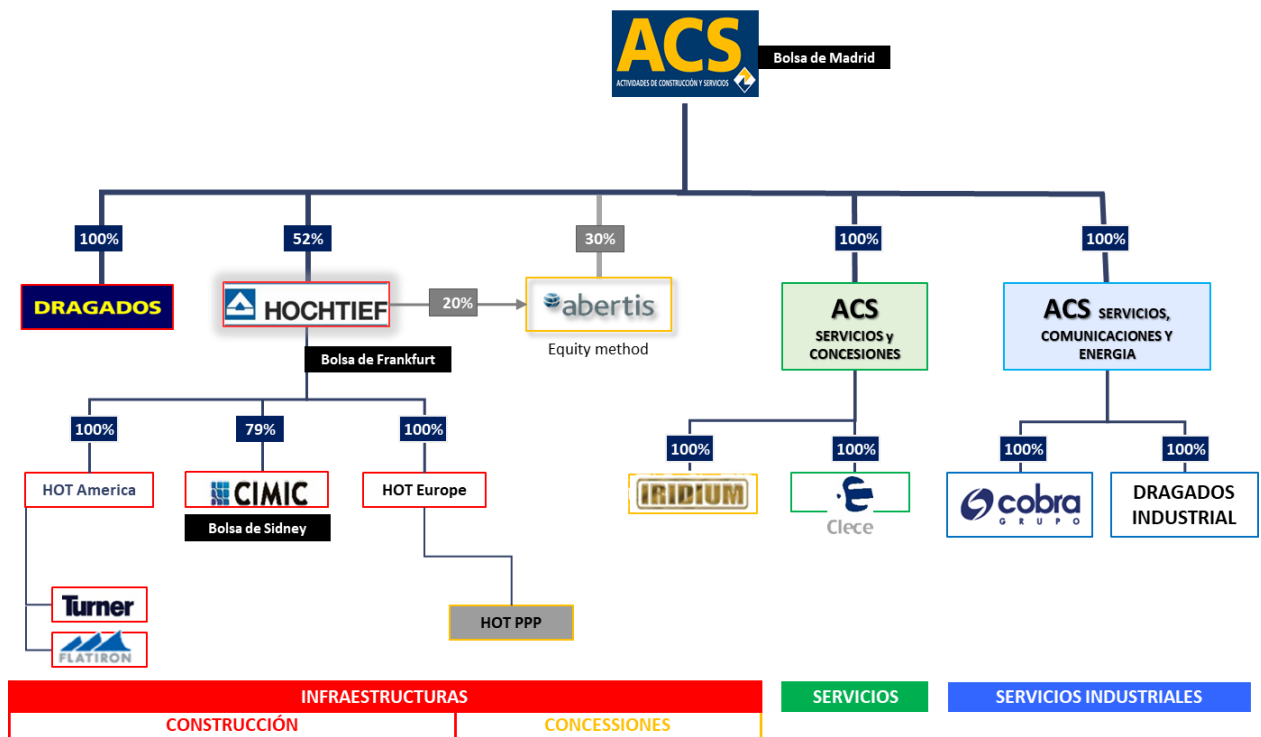 ACS
ACTIVIDADES DE CONSTRUCCIÓN Y SERVICIOS
Bolsa de Madrid
100%
52%
30%
100%
100%
DRAGADOS
HOCHTIEF
20%
abertis
ACS
SERVICIOS y
CONCESIONES
ACS SERVICIOS,
COMUNICACIONES Y
ENERGIA
Equity method
Bolsa de Frankfurt
100%
79%
100%
100%
100%
100%
100%
HOT America
CIMIC
HOT Europe
IRIDIUM
Clece
cobra
GRUPO
DRAGADOS
INDUSTRIAL
Bolsa de Sidney
Turner
FLATIRON
HOT PPP
INFRAESTRUCTURAS
SERVICIOS
SERVICIOS INDUSTRIALES
CONSTRUCCIÓN
CONCESSIONES